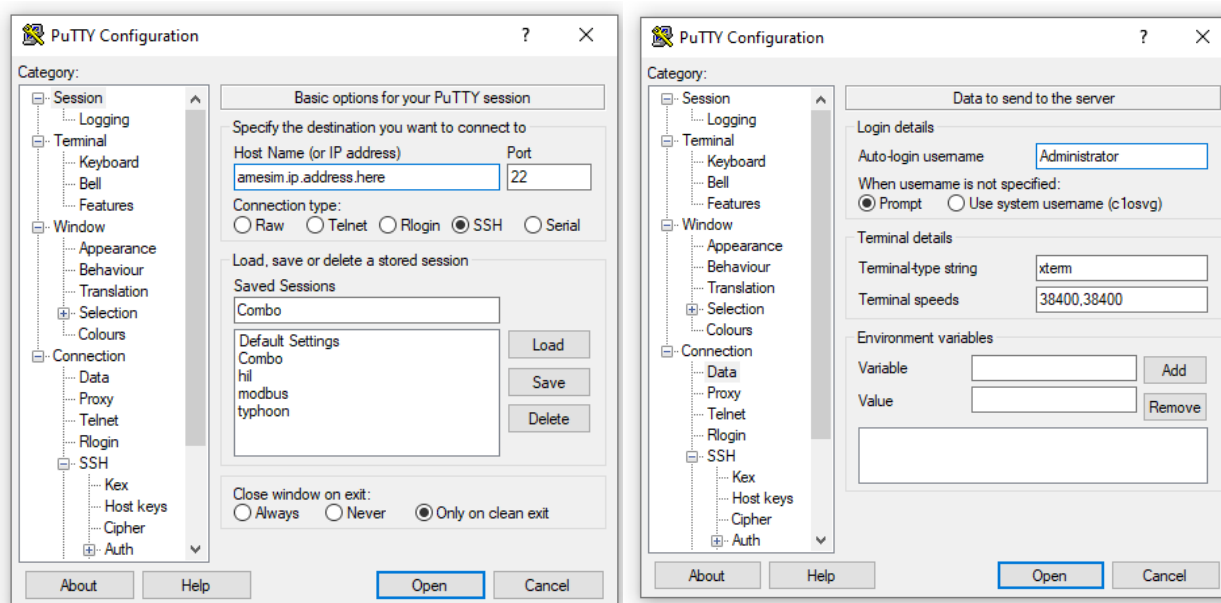 PuTTY Configuration ? ×
Category:
Session
Logging
Terminal
Keyboard
Bell
Features
Window
Appearance
Behaviour
Translation
Selection
Colours
Connection
Data
Proxy
Telnet
Rlogin
SSH
Kex
Host keys
Cipher
Auth
Basic options for your PuTTY session
Specify the destination you want to connect to
Host Name (or IP address) Port
amesim.ip.address.here 22
Connection type:
Raw Telnet Rlogin SSH Serial
Load, save or delete a stored session
Saved Sessions
Combo
Default Settings
Combo
hil
modbus
typhoon
Load
Save
Delete
Close window on exit:
Always Never Only on clean exit
About Help Open Cancel
PuTTY Configuration ? ×
Category:
Session
Logging
Terminal
Keyboard
Bell
Features
Window
Appearance
Behaviour
Translation
Selection
Colours
Connection
Data
Proxy
Telnet
Rlogin
SSH
Kex
Host keys
Cipher
Auth
Data to send to the server
Login details
Auto-login username Administrator
When username is not specified:
Prompt Use system username (c1osvg)
Terminal details
Terminal-type string xterm
Terminal speeds 38400,38400
Environment variables
Variable Add
Value Remove
About Help Open Cancel